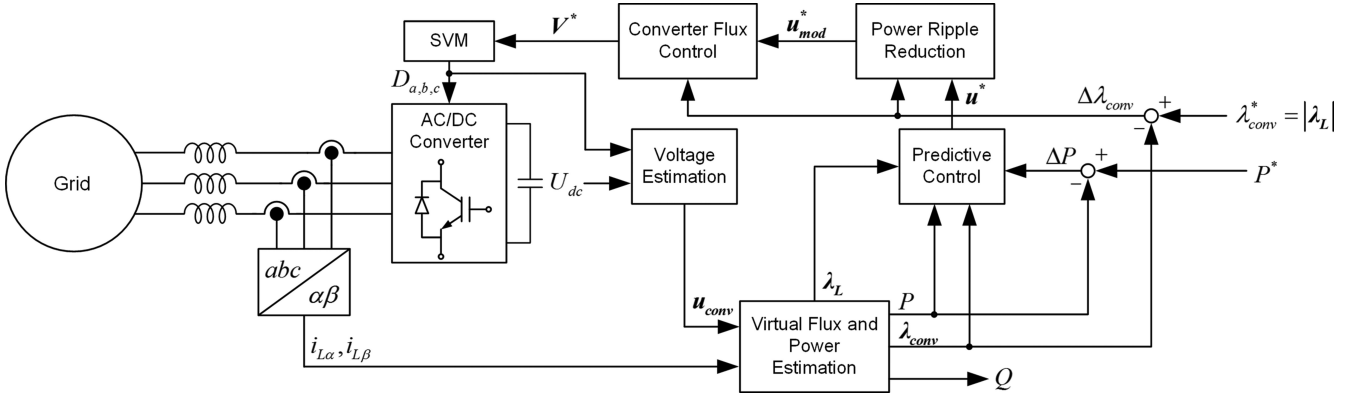 SVM
V*
Converter Flux
Control
u*mod
Power Ripple
Reduction
Da,b,c
u*
Δλconv
+
−
λ*conv = |λL|
Grid
AC/DC
Converter
Udc
Voltage
Estimation
Predictive
Control
ΔP
+
−
P*
abc
αβ
λL
uconv
Virtual Flux and
Power
Estimation
P
λconv
iLα, iLβ
Q